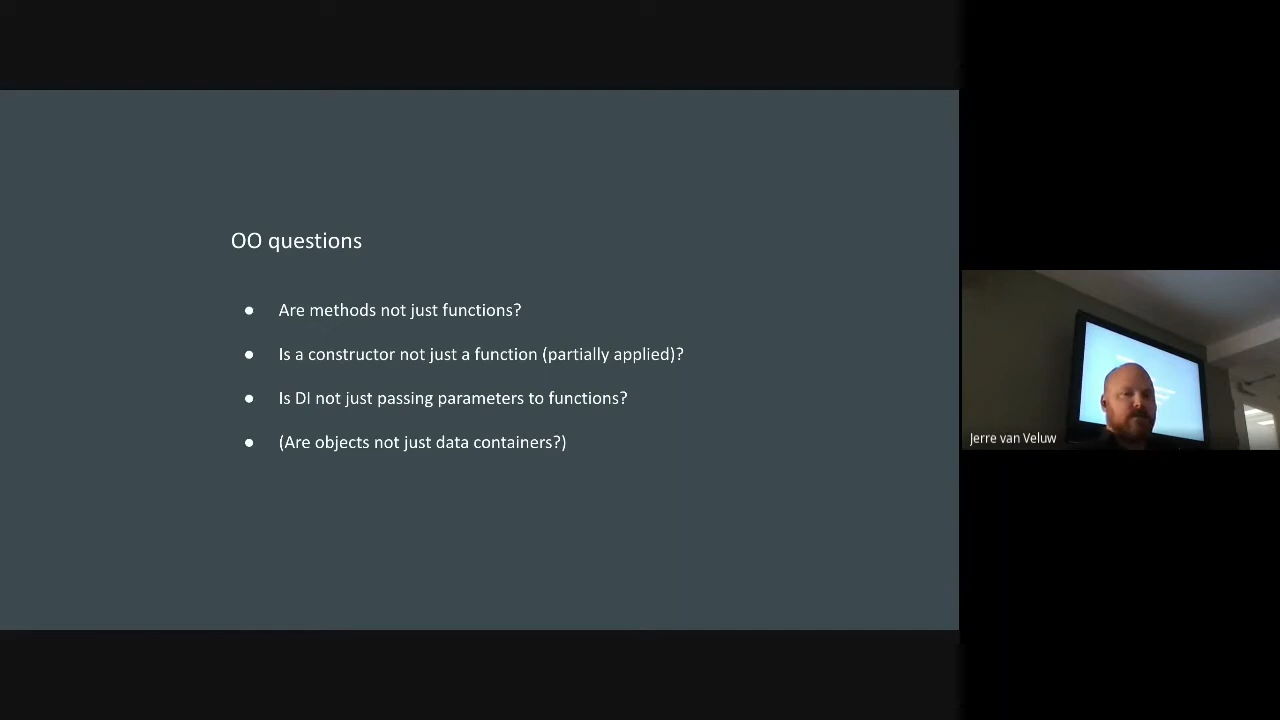 OO questions
● Are methods not just functions?
● Is a constructor not just a function (partially applied)?
● Is DI not just passing parameters to functions?
● (Are objects not just data containers?)
Jerre van Veluw